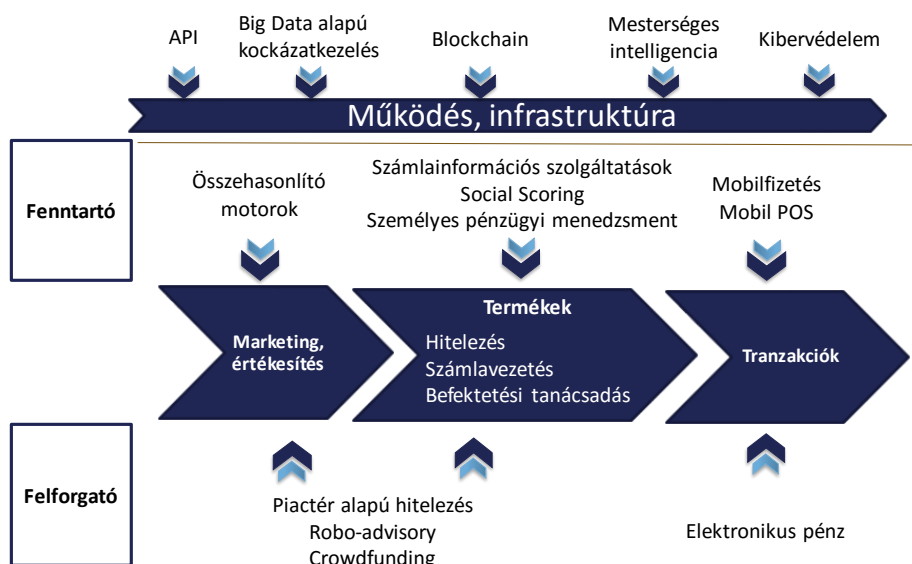 API
Big Data alapú
kockázatkezelés
Blockchain
Mesterséges
intelligencia
Kibervédelem
Működés, infrastruktúra
Fenntartó
Összehasonlító
motorok
Számlainformációs szolgáltatások
Social Scoring
Személyes pénzügyi menedzsment
Mobilfizetés
Mobil POS
Marketing,
értékesítés
Termékek
Hitelezés
Számlavezetés
Befektetési tanácsadás
Tranzakciók
Felforgató
Piactér alapú hitelezés
Robo-advisory
Crowdfunding
Elektronikus pénz